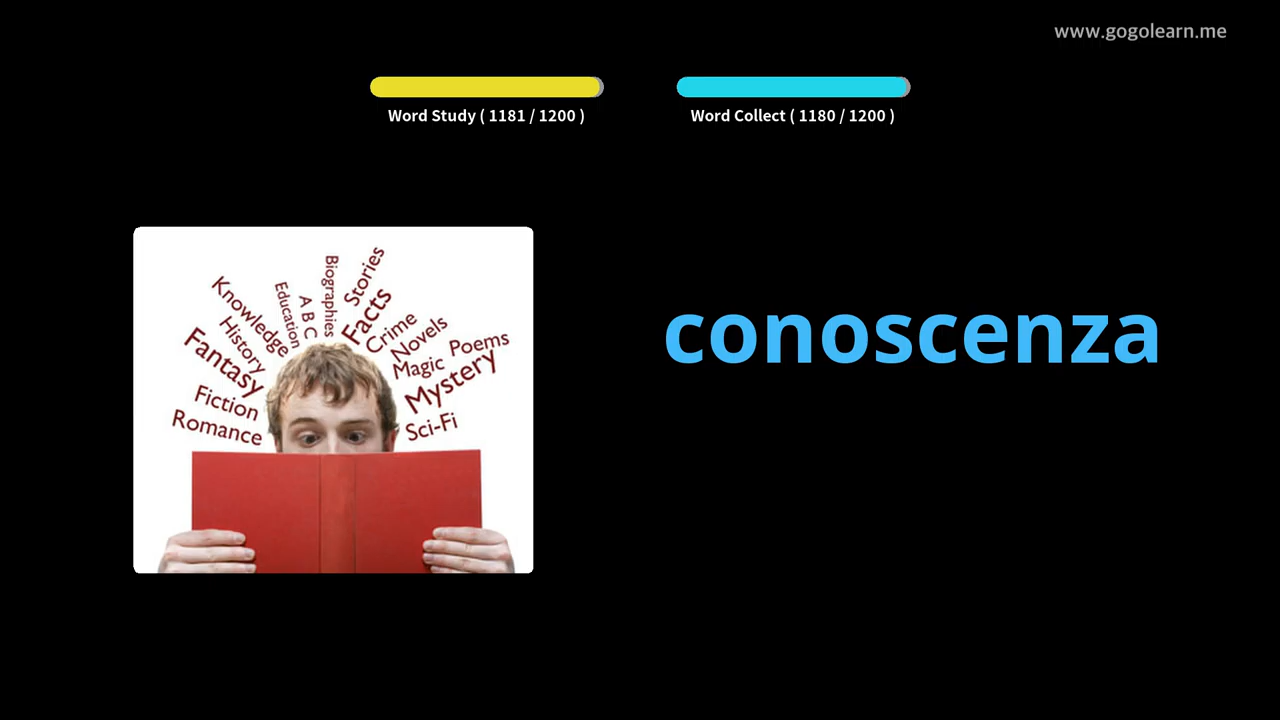 www.gogolearn.me
Word Study ( 1181 / 1200 )
Word Collect ( 1180 / 1200 )
Stories
Biographies
Facts
Education
A B C
Knowledge
Crime
Novels
History
Poems
Magic
Fantasy
Mystery
Fiction
Sci-Fi
Romance
conoscenza